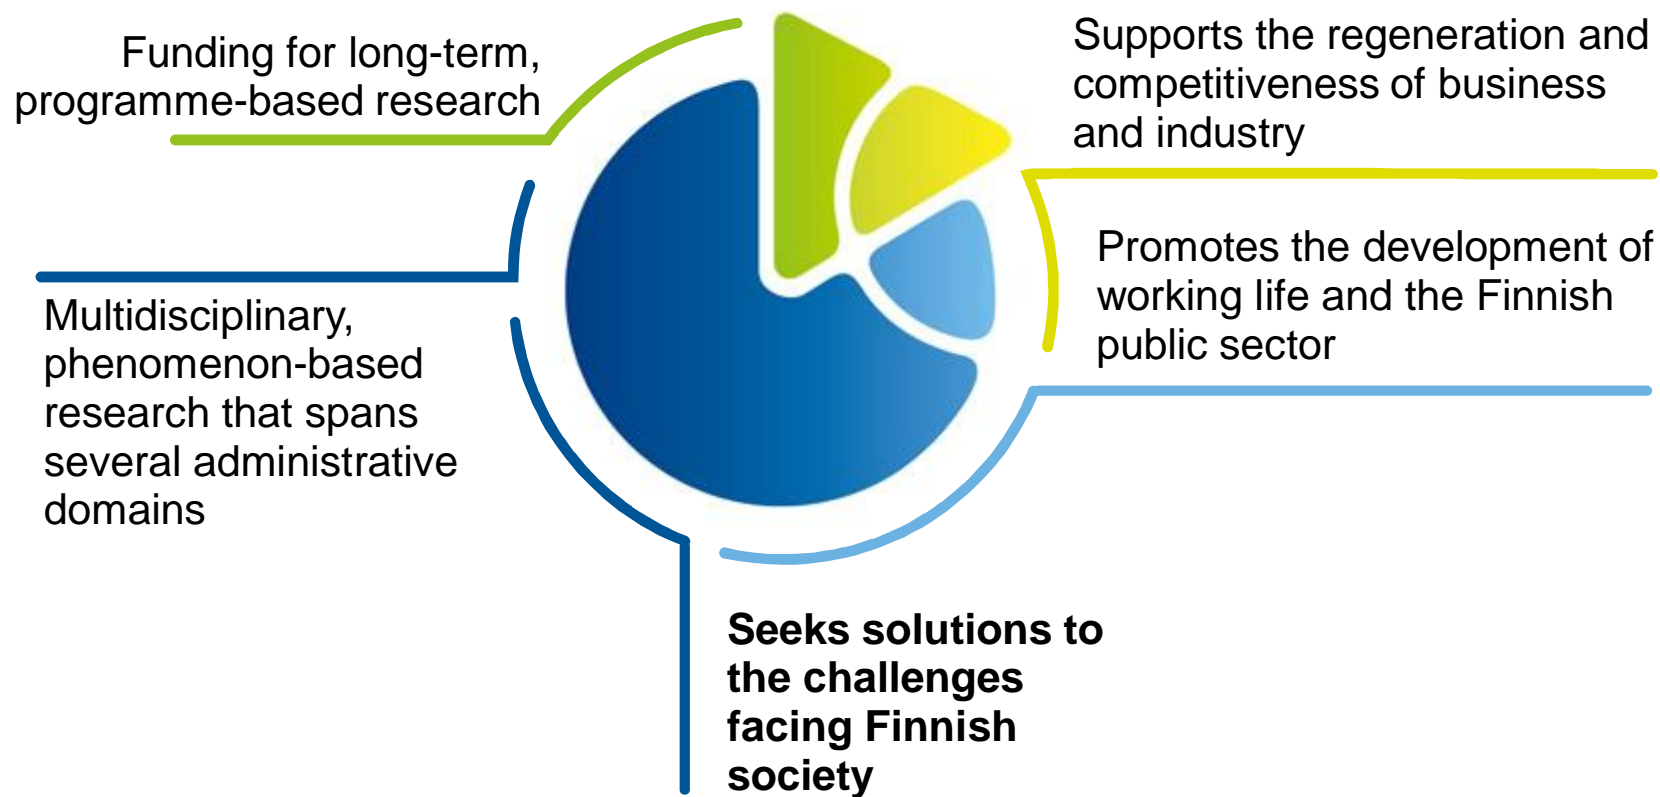 Funding for long-term,
programme-based research
Supports the regeneration and
competitiveness of business
and industry
Multidisciplinary,
phenomenon-based
research that spans
several administrative
domains
Promotes the development of
working life and the Finnish
public sector
Seeks solutions to
the challenges
facing Finnish
society